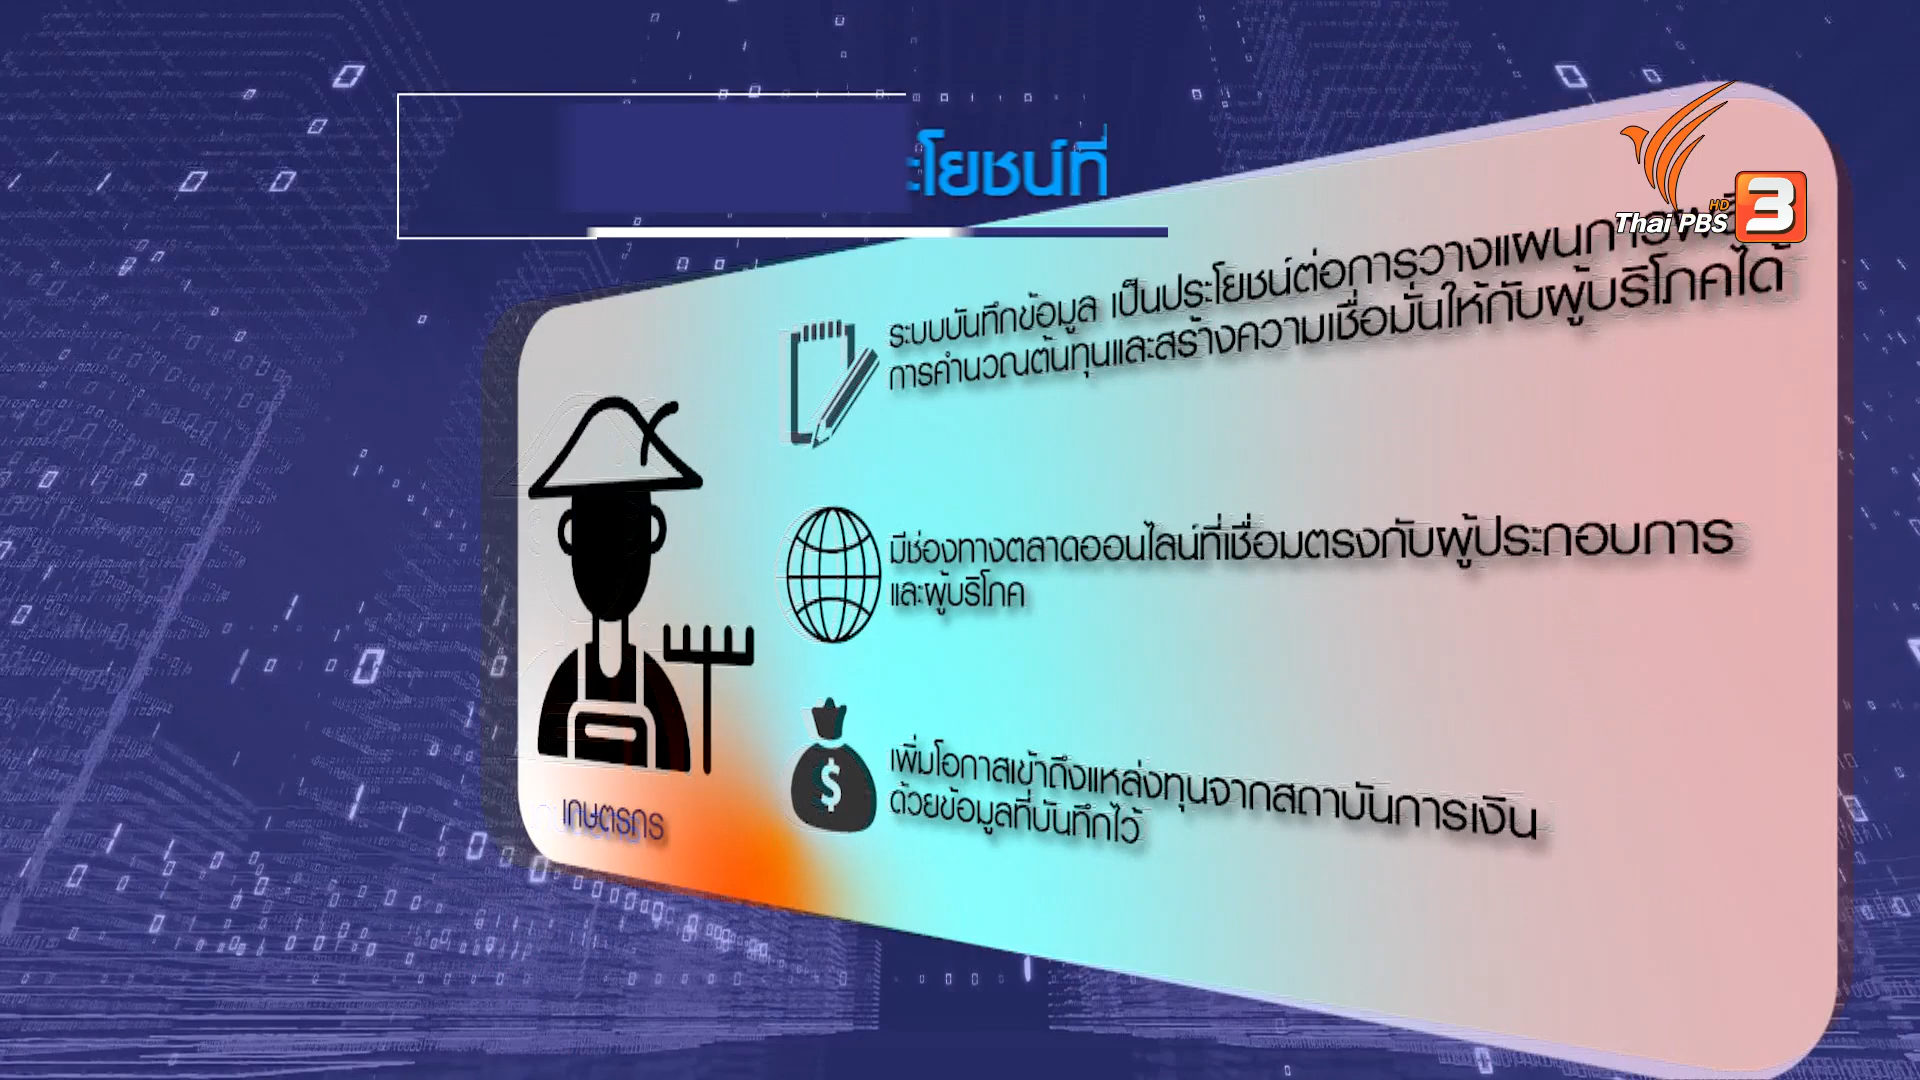 ะโยชน์ที่
HD
Thai PBS 3
ระบบบันทึกข้อมูล เป็นประโยชน์ต่อการวางแผนการผลิต
การคำนวณต้นทุนและสร้างความเชื่อมั่นให้กับผู้บริโภคได้
มีช่องทางตลาดออนไลน์ที่เชื่อมตรงกับผู้ประกอบการ
และผู้บริโภค
เพิ่มโอกาสเข้าถึงแหล่งทุนจากสถาบันการเงิน
ด้วยข้อมูลที่บันทึกไว้
$
เกษตรกร